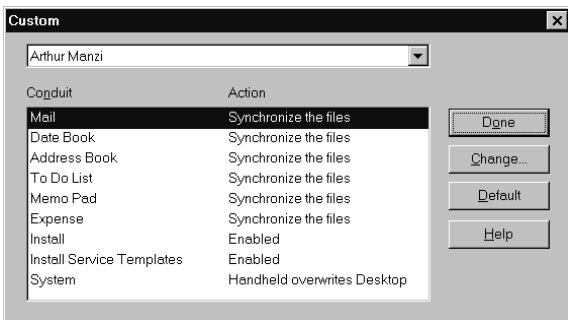 Custom
Arthur Manzi
Conduit Action
Mail Synchronize the files
Date Book Synchronize the files
Address Book Synchronize the files
To Do List Synchronize the files
Memo Pad Synchronize the files
Expense Synchronize the files
Install Enabled
Install Service Templates Enabled
System Handheld overwrites Desktop
Done
Change...
Default
Help